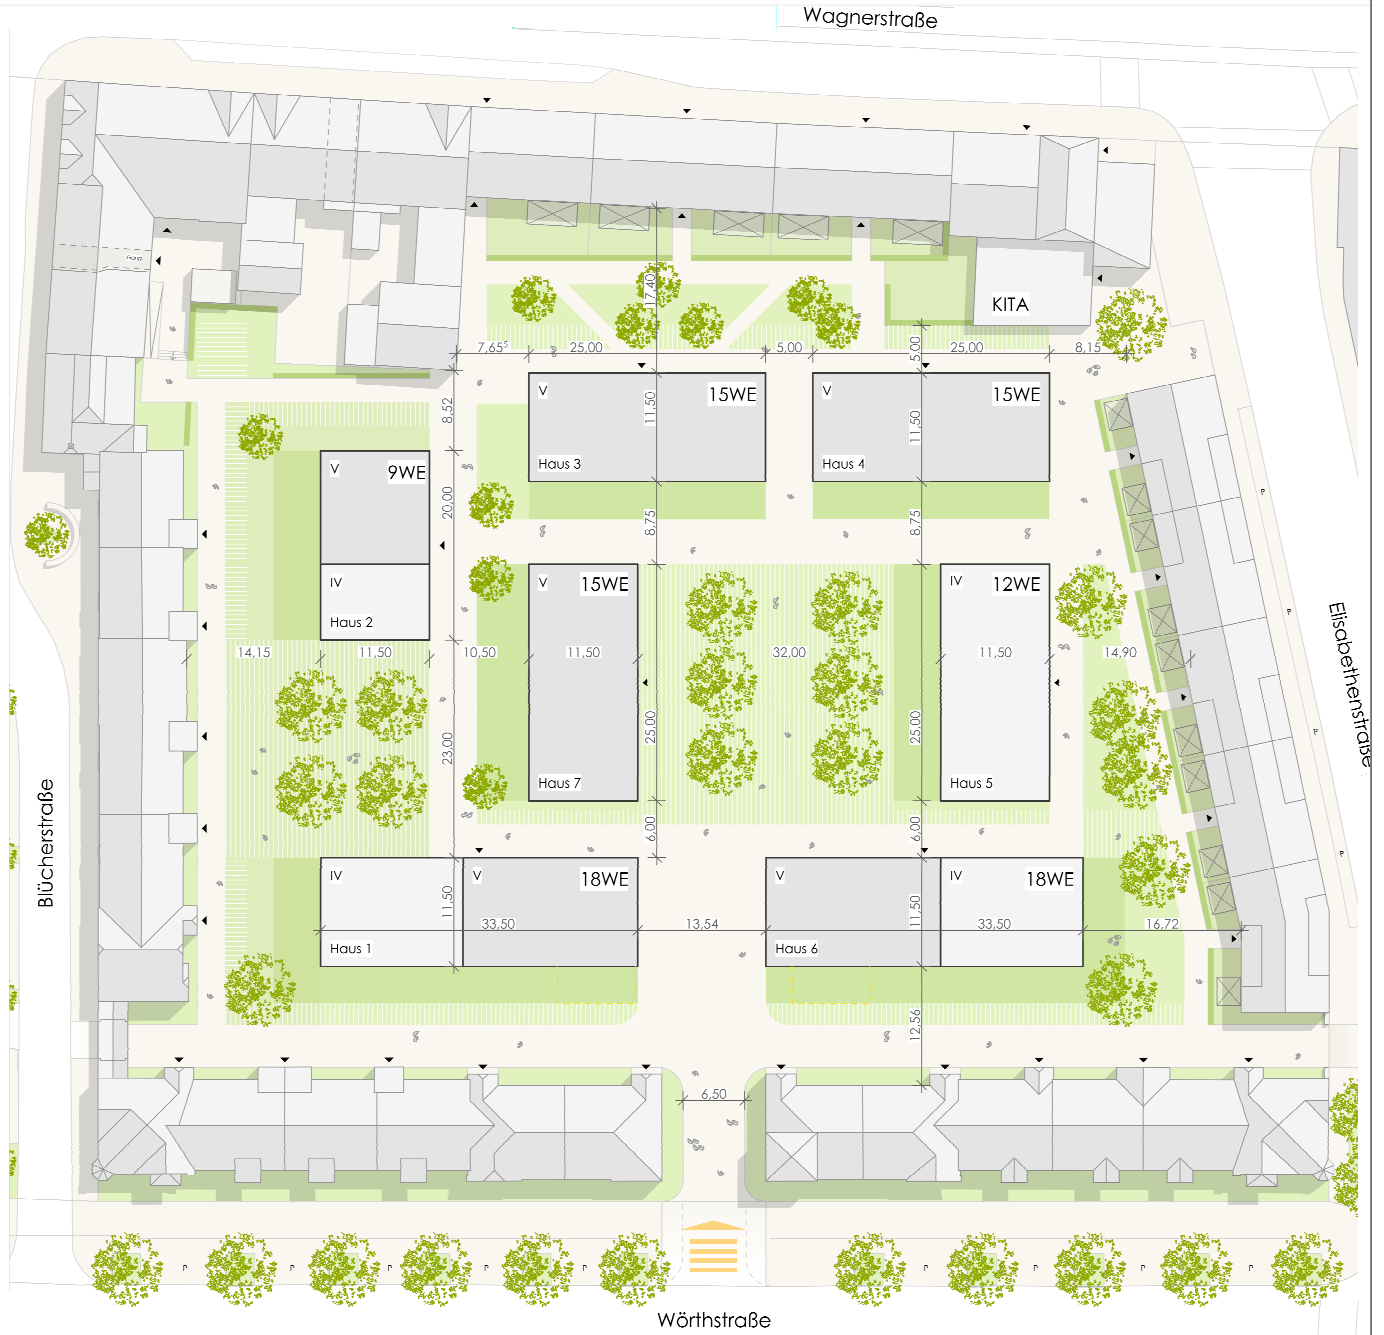 Wagnerstraße
KITA
17,40
5,00
7,65⁵
25,00
5,00
25,00
8,15
V
15WE
11,50
Haus 3
V
15WE
11,50
Haus 4
8,52
V
9WE
20,00
IV
Haus 2
8,75
8,75
V
15WE
Haus 7
IV
12WE
Haus 5
14,15
11,50
10,50
11,50
32,00
11,50
14,90
23,00
25,00
25,00
6,00
6,00
Elisabethenstraße
Blücherstraße
IV
V
18WE
11,50
33,50
Haus 1
13,54
V
IV
18WE
11,50
33,50
Haus 6
16,72
12,56
6,50
P
P
P
P
P
P
P
P
P
P
P
P
P
P
Wörthstraße